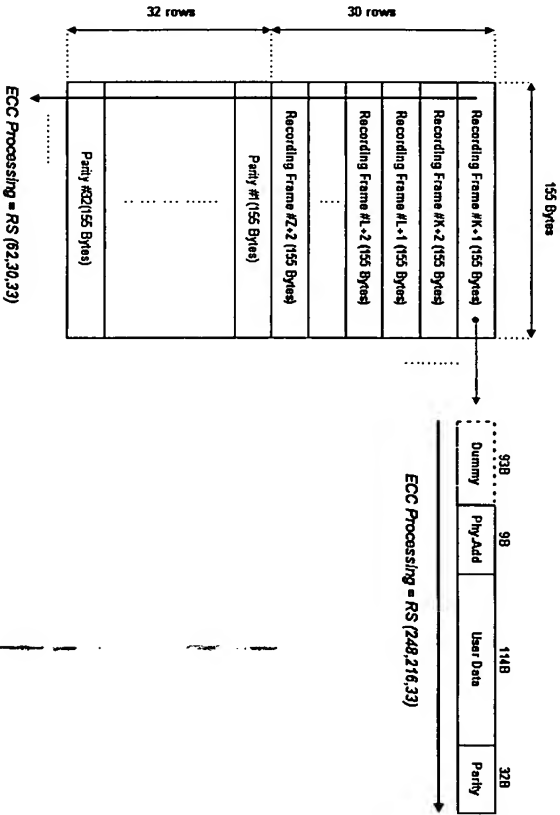 155 Bytes
30 rows
32 rows
Recording Frame #K+1 (155 Bytes)
Recording Frame #K+2 (155 Bytes)
Recording Frame #L+1 (155 Bytes)
Recording Frame #L+2 (155 Bytes)
Recording Frame #Z+2 (155 Bytes)
Parity #1(155 Bytes)
Parity #32(155 Bytes)
ECC Processing = RS (62,30,33)
93B 9B 114B 32B
Dummy Phy.Add User Data Parity
ECC Processing = RS (248,216,33)